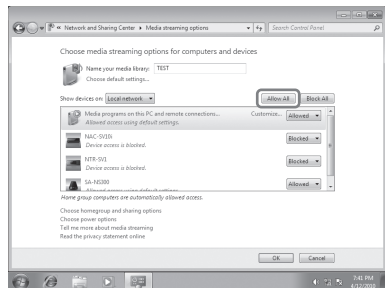 « Network and Sharing Center ▸ Media streaming options
Search Control Panel
Choose media streaming options for computers and devices
Name your media library: TEST
Choose default settings...
Show devices on: Local network
Allow All
Block All
Media programs on this PC and remote connections...
Customize...
Allowed
Allowed access using default settings.
NAC-SV10i
Blocked
Device access is blocked.
NTR-SV1
Blocked
Device access is blocked.
SA-NS300
Allowed
Allowed access using default settings.
Home group computers are automatically allowed access.
Choose homegroup and sharing options
Choose power options
Tell me more about media streaming
Read the privacy statement online
OK
Cancel
7:41 PM
4/12/2010